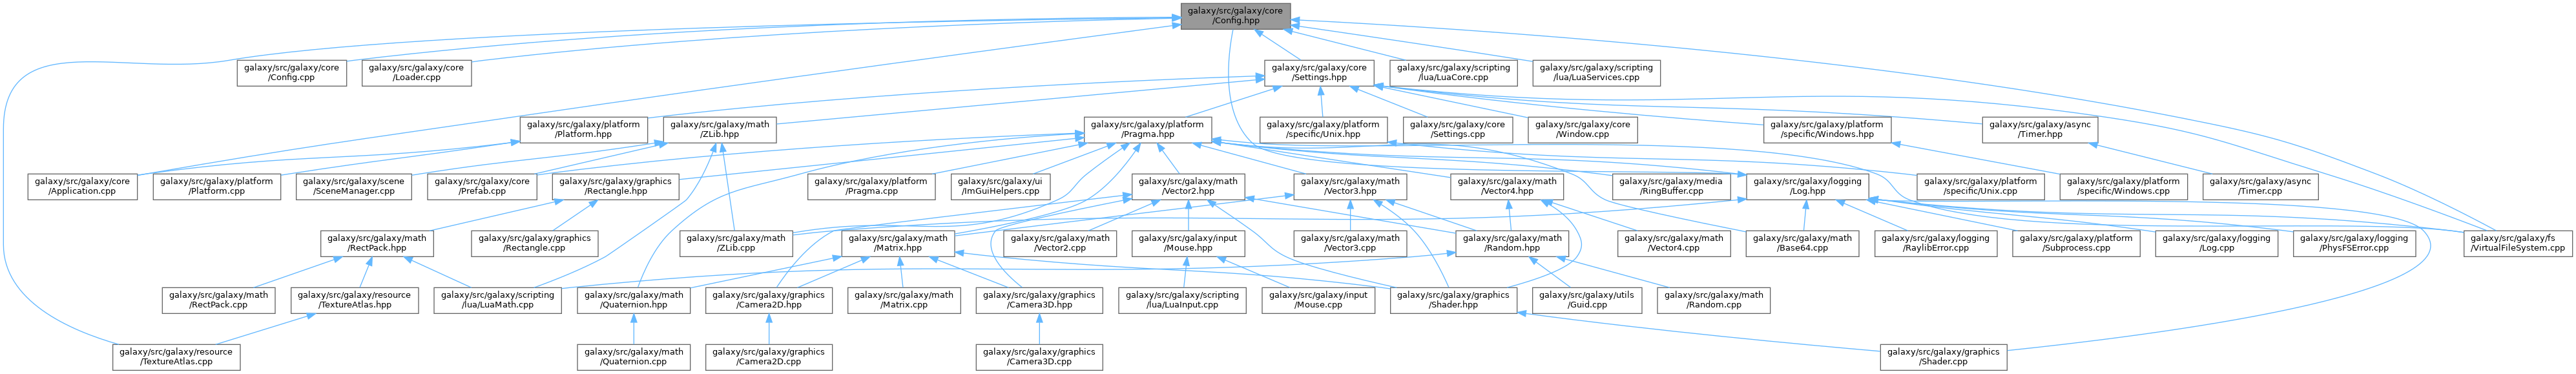 galaxy/src/galaxy/core
/Config.hpp
galaxy/src/galaxy/core
/Config.cpp
galaxy/src/galaxy/core
/Loader.cpp
galaxy/src/galaxy/core
/Settings.hpp
galaxy/src/galaxy/scripting
/lua/LuaCore.cpp
galaxy/src/galaxy/scripting
/lua/LuaServices.cpp
galaxy/src/galaxy/platform
/Platform.hpp
galaxy/src/galaxy/math
/ZLib.hpp
galaxy/src/galaxy/platform
/Pragma.hpp
galaxy/src/galaxy/platform
/specific/Unix.hpp
galaxy/src/galaxy/core
/Settings.cpp
galaxy/src/galaxy/core
/Window.cpp
galaxy/src/galaxy/platform
/specific/Windows.hpp
galaxy/src/galaxy/async
/Timer.hpp
galaxy/src/galaxy/core
/Application.cpp
galaxy/src/galaxy/platform
/Platform.cpp
galaxy/src/galaxy/scene
/SceneManager.cpp
galaxy/src/galaxy/core
/Prefab.cpp
galaxy/src/galaxy/graphics
/Rectangle.hpp
galaxy/src/galaxy/platform
/Pragma.cpp
galaxy/src/galaxy/ui
/ImGuiHelpers.cpp
galaxy/src/galaxy/math
/Vector2.hpp
galaxy/src/galaxy/math
/Vector3.hpp
galaxy/src/galaxy/math
/Vector4.hpp
galaxy/src/galaxy/media
/RingBuffer.cpp
galaxy/src/galaxy/logging
/Log.hpp
galaxy/src/galaxy/platform
/specific/Unix.cpp
galaxy/src/galaxy/platform
/specific/Windows.cpp
galaxy/src/galaxy/async
/Timer.cpp
galaxy/src/galaxy/math
/RectPack.hpp
galaxy/src/galaxy/graphics
/Rectangle.cpp
galaxy/src/galaxy/math
/ZLib.cpp
galaxy/src/galaxy/math
/Matrix.hpp
galaxy/src/galaxy/math
/Vector2.cpp
galaxy/src/galaxy/input
/Mouse.hpp
galaxy/src/galaxy/math
/Vector3.cpp
galaxy/src/galaxy/math
/Random.hpp
galaxy/src/galaxy/math
/Vector4.cpp
galaxy/src/galaxy/math
/Base64.cpp
galaxy/src/galaxy/logging
/RaylibError.cpp
galaxy/src/galaxy/platform
/Subprocess.cpp
galaxy/src/galaxy/logging
/Log.cpp
galaxy/src/galaxy/logging
/PhysFSError.cpp
galaxy/src/galaxy/fs
/VirtualFileSystem.cpp
galaxy/src/galaxy/math
/RectPack.cpp
galaxy/src/galaxy/resource
/TextureAtlas.hpp
galaxy/src/galaxy/scripting
/lua/LuaMath.cpp
galaxy/src/galaxy/math
/Quaternion.hpp
galaxy/src/galaxy/graphics
/Camera2D.hpp
galaxy/src/galaxy/math
/Matrix.cpp
galaxy/src/galaxy/graphics
/Camera3D.hpp
galaxy/src/galaxy/scripting
/lua/LuaInput.cpp
galaxy/src/galaxy/input
/Mouse.cpp
galaxy/src/galaxy/graphics
/Shader.hpp
galaxy/src/galaxy/utils
/Guid.cpp
galaxy/src/galaxy/math
/Random.cpp
galaxy/src/galaxy/resource
/TextureAtlas.cpp
galaxy/src/galaxy/math
/Quaternion.cpp
galaxy/src/galaxy/graphics
/Camera2D.cpp
galaxy/src/galaxy/graphics
/Camera3D.cpp
galaxy/src/galaxy/graphics
/Shader.cpp